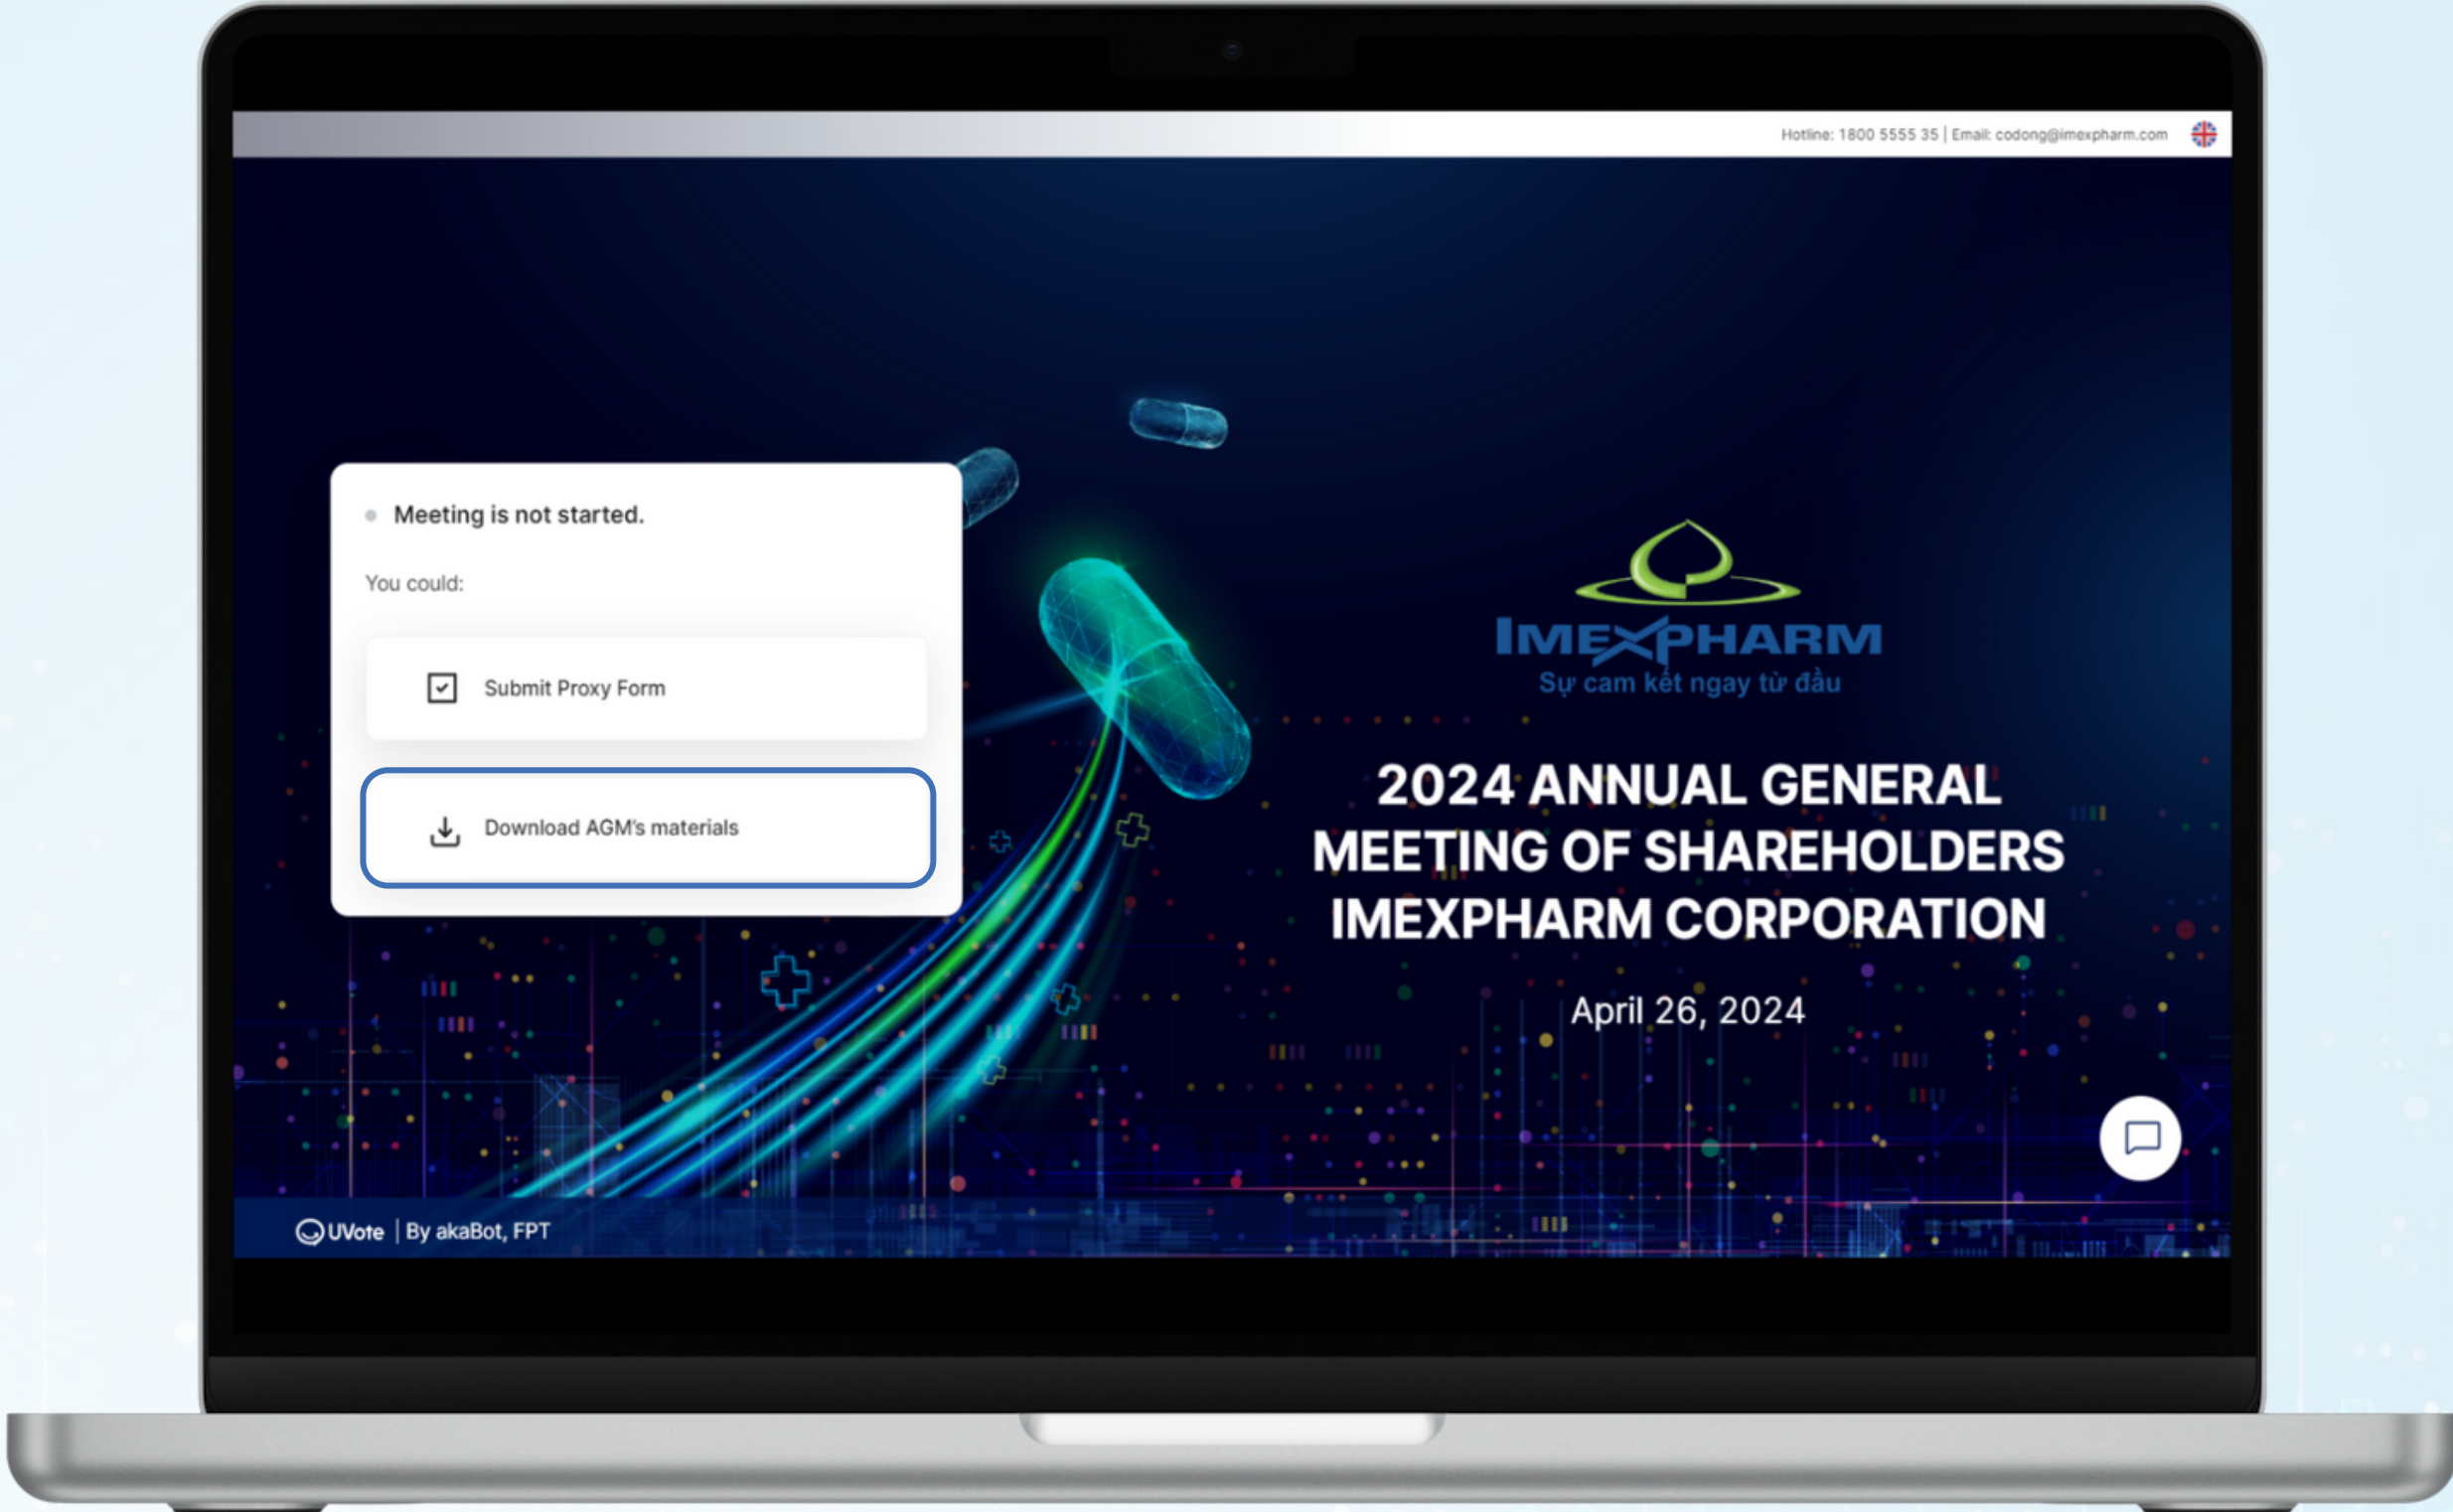 Hotline: 1800 5555 35 | Email: codong@imexpharm.com
Meeting is not started.
You could:
Submit Proxy Form
Download AGM's materials
IMEXPHARM
Sự cam kết ngay từ đầu
2024 ANNUAL GENERAL
MEETING OF SHAREHOLDERS
IMEXPHARM CORPORATION
April 26, 2024
UVote | By akaBot, FPT